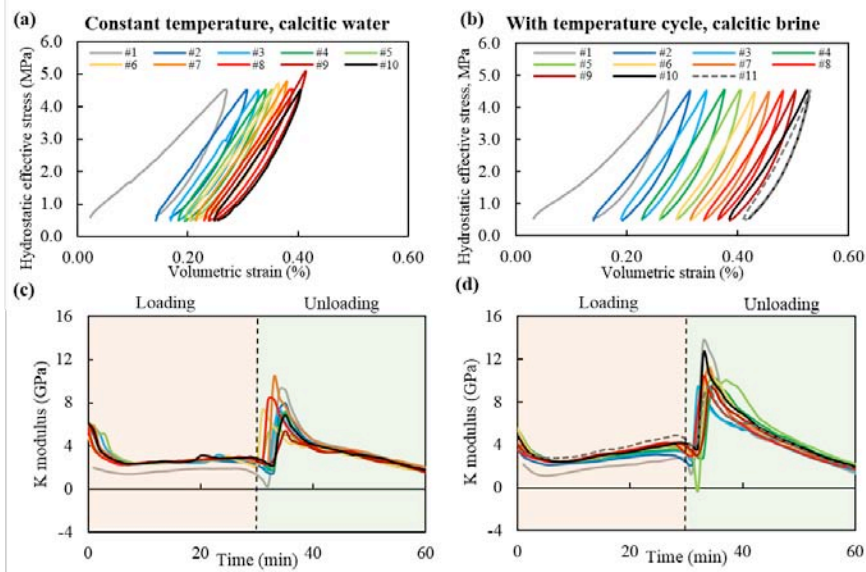 (a) Constant temperature, calcitic water
#1 #2 #3 #4 #5
#6 #7 #8 #9 #10
Hydrostatic effective stress (MPa)
6.0
5.0
4.0
3.0
2.0
1.0
0.0
0.00 0.20 0.40 0.60
Volumetric strain (%)
(b) With temperature cycle, calcitic brine
#1 #2 #3 #4
#5 #6 #7 #8
#9 #10 #11
Hydrostatic effective stress, MPa
6.0
5.0
4.0
3.0
2.0
1.0
0.0
0.00 0.20 0.40 0.60
Volumetric strain (%)
(c)
Loading Unloading
K modulus (GPa)
16
12
8
4
0
-4
0 20 40 60
Time (min)
(d)
Loading Unloading
K modulus (GPa)
16
12
8
4
0
-4
0 20 40 60
Time (min)